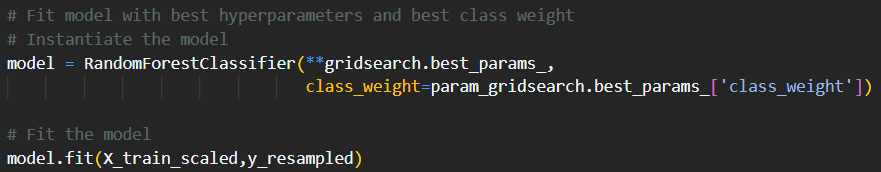 # Fit model with best hyperparameters and best class weight
# Instantiate the model
model = RandomForestClassifier(**gridsearch.best_params_,
class_weight=param_gridsearch.best_params_['class_weight'])
# Fit the model
model.fit(X_train_scaled,y_resampled)